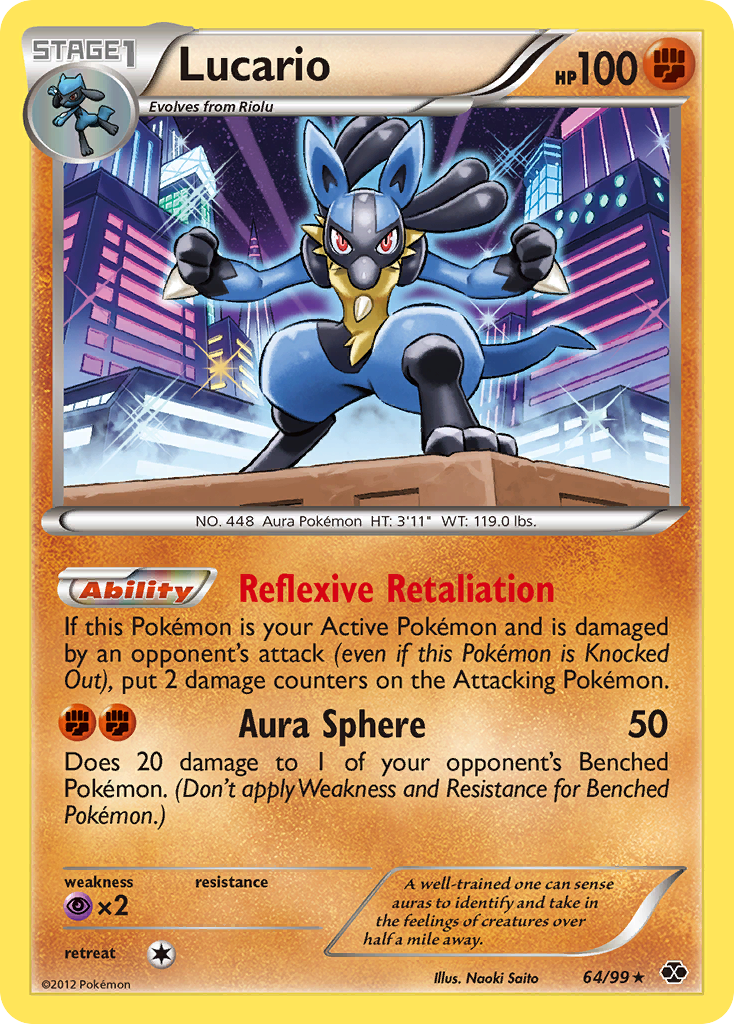 STAGE1
Lucario
HP100
Evolves from Riolu
NO. 448 Aura Pokémon HT: 3'11" WT: 119.0 lbs.
Ability Reflexive Retaliation
If this Pokémon is your Active Pokémon and is damaged
by an opponent's attack (even if this Pokémon is Knocked
Out), put 2 damage counters on the Attacking Pokémon.
Aura Sphere 50
Does 20 damage to 1 of your opponent's Benched
Pokémon. (Don't apply Weakness and Resistance for Benched
Pokémon.)
weakness resistance
×2
retreat
A well-trained one can sense
auras to identify and take in
the feelings of creatures over
half a mile away.
©2012 Pokémon
Illus. Naoki Saito
64/99 ★